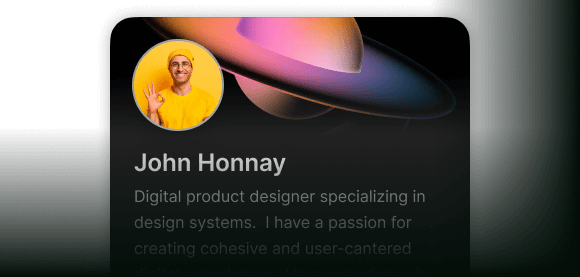 John Honnay
Digital product designer specializing in
design systems.  I have a passion for
creating cohesive and user-cantered